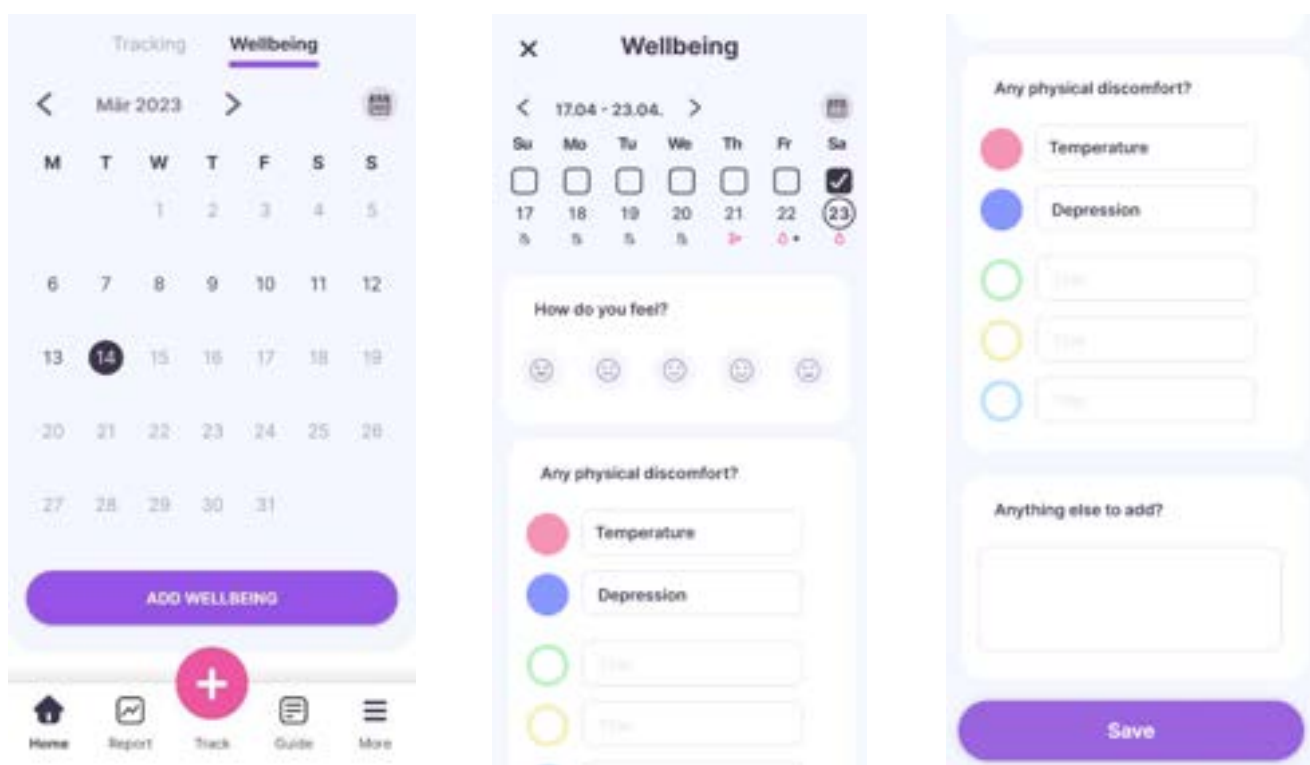 Tracking Wellbeing
Mär 2023
M T W T F S S
1 2 3 4 5
6 7 8 9 10 11 12
13 14 15 16 17 18 19
20 21 22 23 24 25 26
27 28 29 30 31
ADD WELLBEING
Home Report Track Guide More
Wellbeing
17.04 - 23.04.
Su Mo Tu We Th Fr Sa
17 18 19 20 21 22 23
How do you feel?
Any physical discomfort?
Temperature
Depression
Any physical discomfort?
Temperature
Depression
Anything else to add?
Save